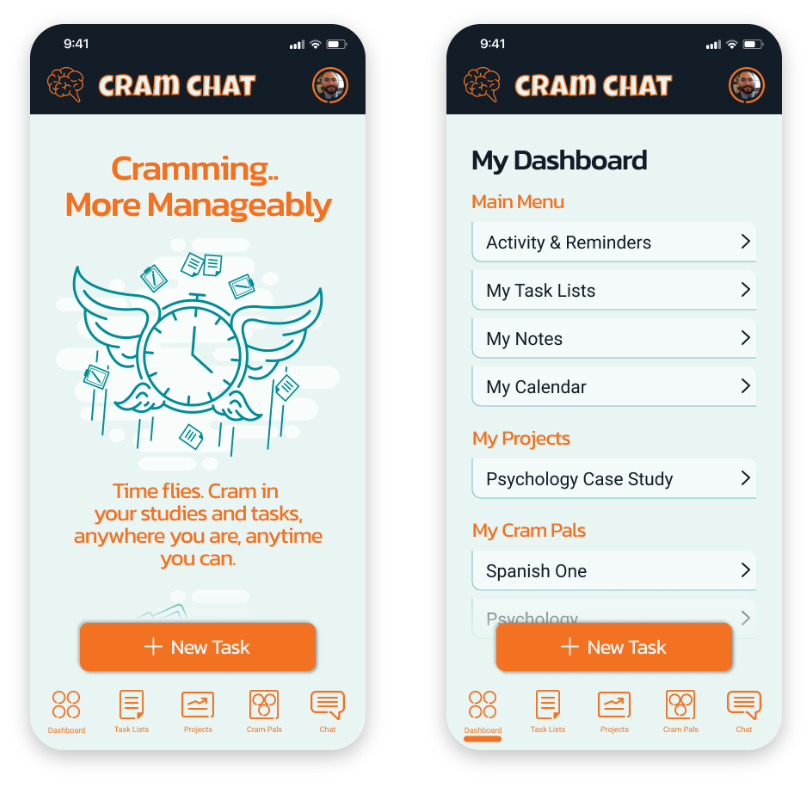 9:41
CRAM CHAT
Cramming..
More Manageably
Time flies. Cram in
your studies and tasks,
anywhere you are, anytime
you can.
+ New Task
Dashboard
Task Lists
Projects
Cram Pals
Chat
9:41
CRAM CHAT
My Dashboard
Main Menu
Activity & Reminders
My Task Lists
My Notes
My Calendar
My Projects
Psychology Case Study
My Cram Pals
Spanish One
Psychology
+ New Task
Dashboard
Task Lists
Projects
Cram Pals
Chat